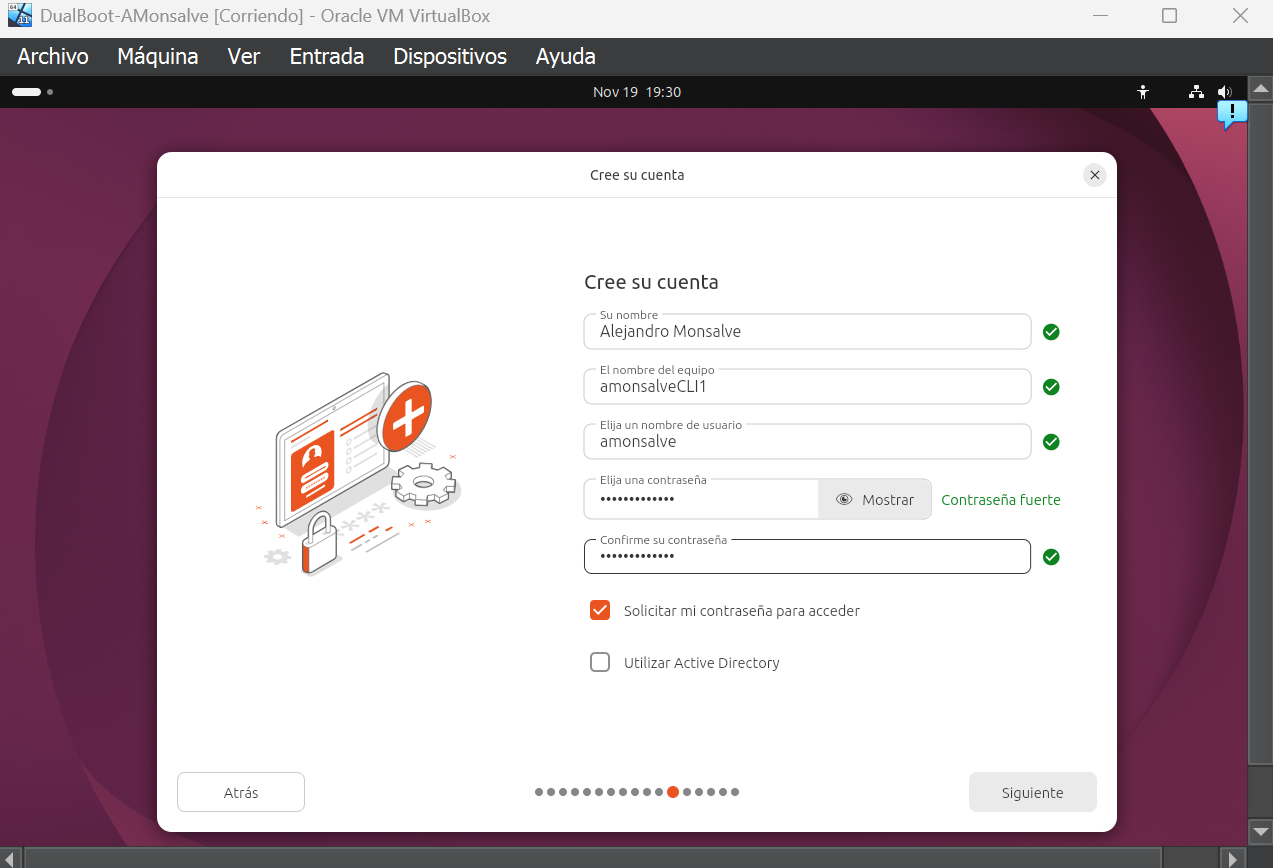 DualBoot-AMonsalve [Corriendo] - Oracle VM VirtualBox
Archivo Máquina Ver Entrada Dispositivos Ayuda
Nov 19 19:30
Cree su cuenta
Cree su cuenta
Su nombre
Alejandro Monsalve
El nombre del equipo
amonsalveCLI1
Elija un nombre de usuario
amonsalve
Elija una contraseña
••••••••••••• Mostrar Contraseña fuerte
Confirme su contraseña
•••••••••••••
Solicitar mi contraseña para acceder
Utilizar Active Directory
Atrás Siguiente